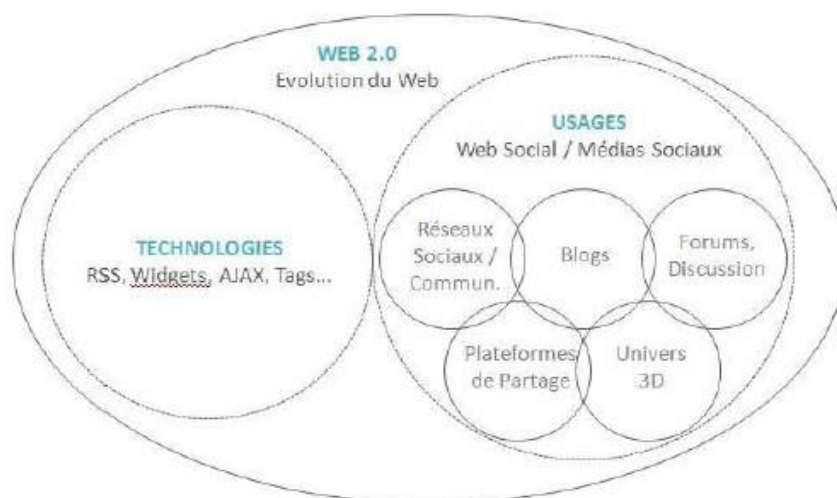 WEB 2.0
Evolution du Web
USAGES
Web Social / Médias Sociaux
TECHNOLOGIES
RSS, Widgets, AJAX, Tags...
Réseaux
Sociaux /
Commun.
Blogs
Forums,
Discussion
Plateformes
de Partage
Univers
3D